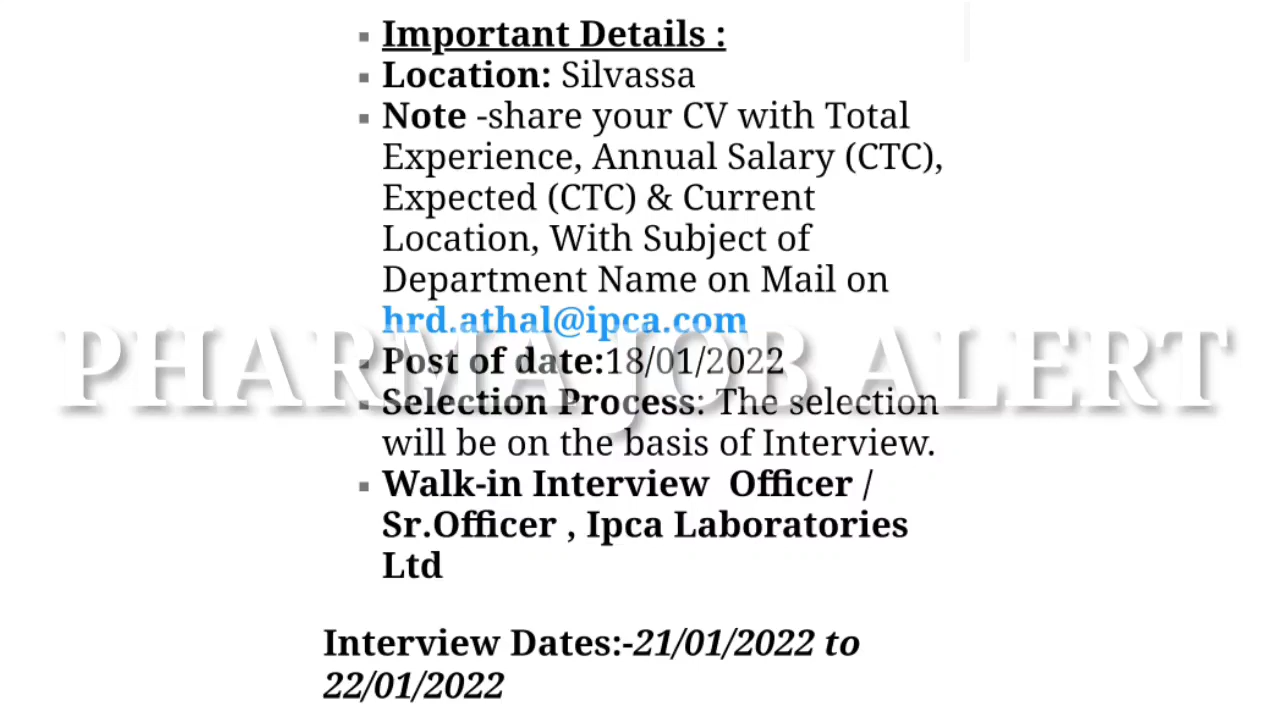 Important Details :
Location: Silvassa
Note -share your CV with Total
Experience, Annual Salary (CTC),
Expected (CTC) & Current
Location, With Subject of
Department Name on Mail on
hrd.athal@ipca.com
PHARMA JOB ALERT
Post of date:18/01/2022
Selection Process: The selection
will be on the basis of Interview.
Walk-in Interview  Officer /
Sr.Officer , Ipca Laboratories
Ltd
Interview Dates:-21/01/2022 to
22/01/2022